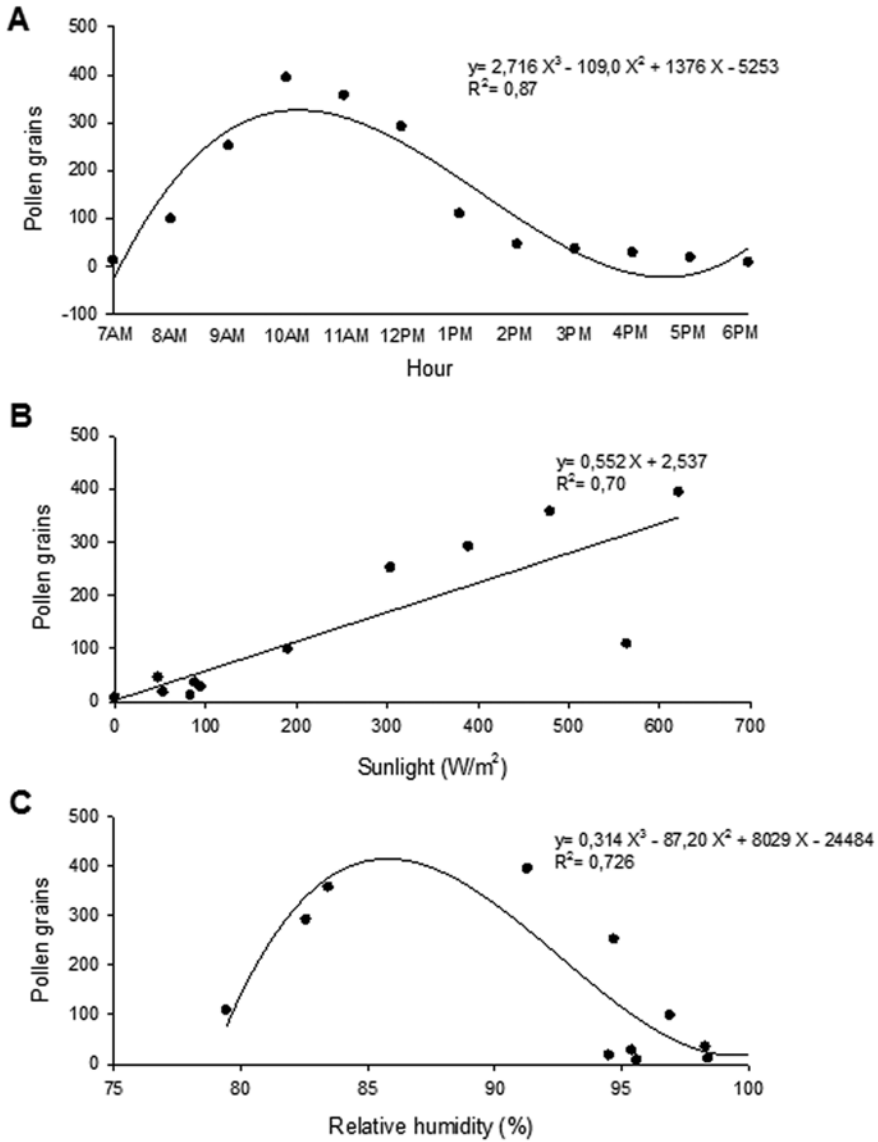 A
500
400
300
200
100
0
-100
Pollen grains
y= 2,716 X³ - 109,0 X² + 1376 X - 5253
R²= 0,87
7AM 8AM 9AM 10AM 11AM 12PM 1PM 2PM 3PM 4PM 5PM 6PM
Hour
B
500
400
300
200
100
0
Pollen grains
y= 0,552 X + 2,537
R²= 0,70
0 100 200 300 400 500 600 700
Sunlight (W/m²)
C
500
400
300
200
100
0
Pollen grains
y= 0,314 X³ - 87,20 X² + 8029 X - 24484
R²= 0,726
75 80 85 90 95 100
Relative humidity (%)